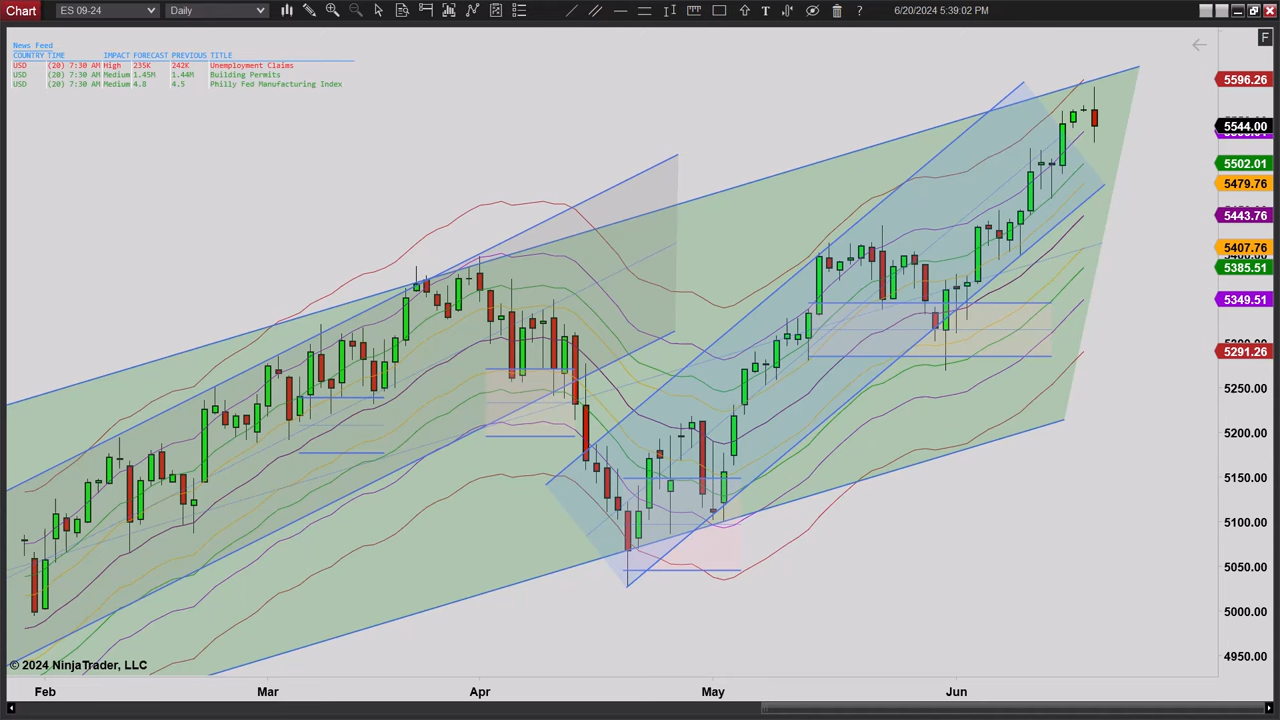 Chart ES 09-24 Daily 6/20/2024 5:39:02 PM
F
News Feed
COUNTRY TIME IMPACT FORECAST PREVIOUS TITLE
USD (20) 7:30 AM High 235K 242K Unemployment Claims
USD (20) 7:30 AM Medium 1.45M 1.44M Building Permits
USD (20) 7:30 AM Medium 4.8 4.5 Philly Fed Manufacturing Index
5596.26
5544.00
5502.01
5479.76
5443.76
5407.76
5385.51
5349.51
5291.26
5250.00
5200.00
5150.00
5100.00
5050.00
5000.00
4950.00
© 2024 NinjaTrader, LLC
Feb Mar Apr May Jun